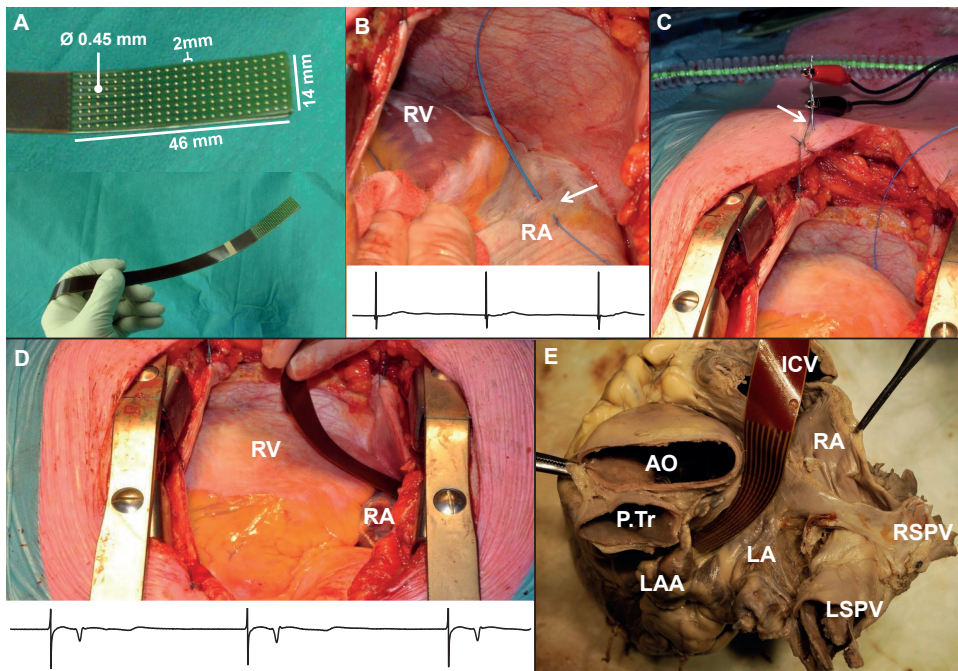 A
Ø 0.45 mm
2mm
14 mm
46 mm
B
RV
RA
C
D
RV
RA
E
ICV
RA
AO
P.Tr
RSPV
LA
LAA
LSPV